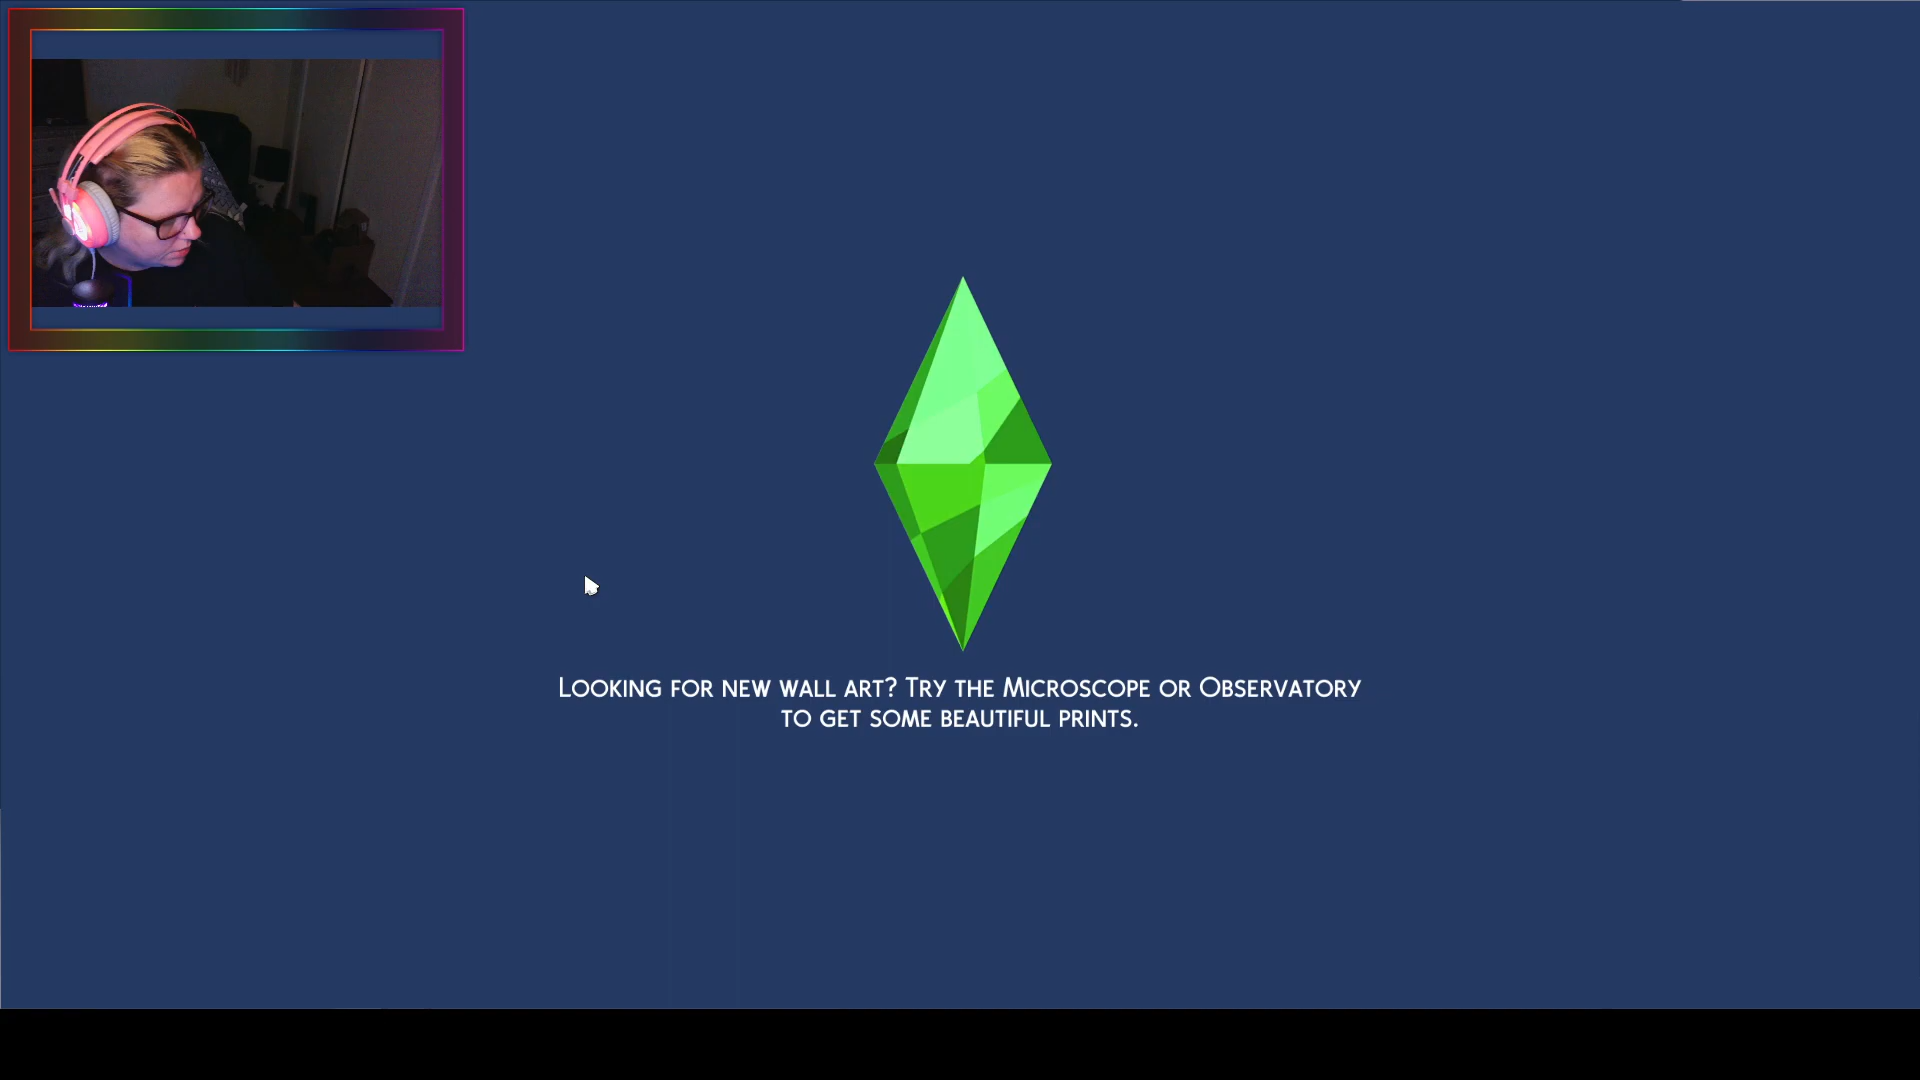 Looking for new wall art? Try the Microscope or Observatory
to get some beautiful prints.